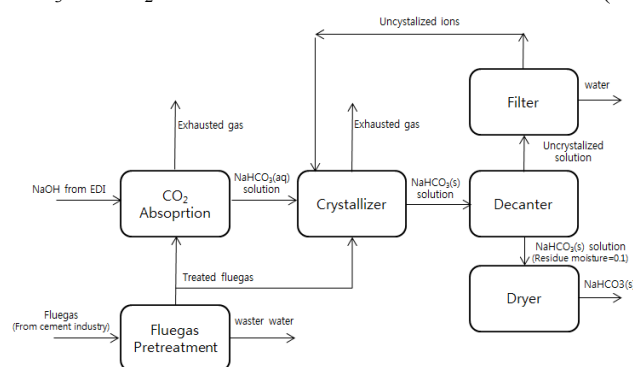 Uncystalized ions
Exhausted gas
Exhausted gas
Filter
water
Uncrystalized
solution
NaOH from EDI
CO2
Absoprtion
NaHCO3(aq)
solution
Crystallizer
NaHCO3(s)
solution
Decanter
NaHCO3(s) solution
(Residue moisture=0.1)
Treated fluegas
Dryer
NaHCO3(s)
Fluegas
(From cement industry)
Fluegas
Pretreatment
waster water